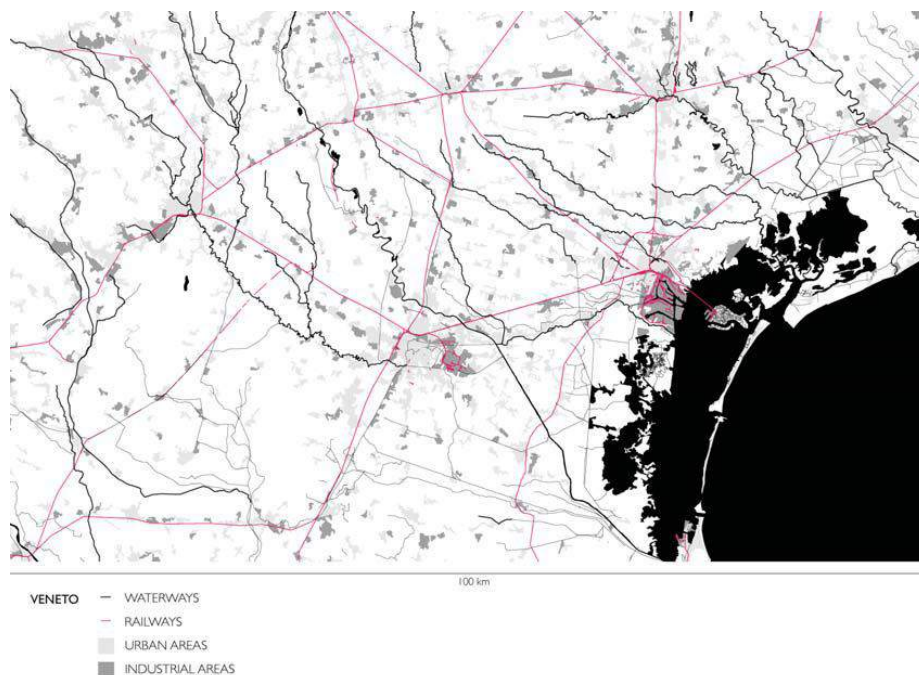 100 km
VENETO
WATERWAYS
RAILWAYS
URBAN AREAS
INDUSTRIAL AREAS